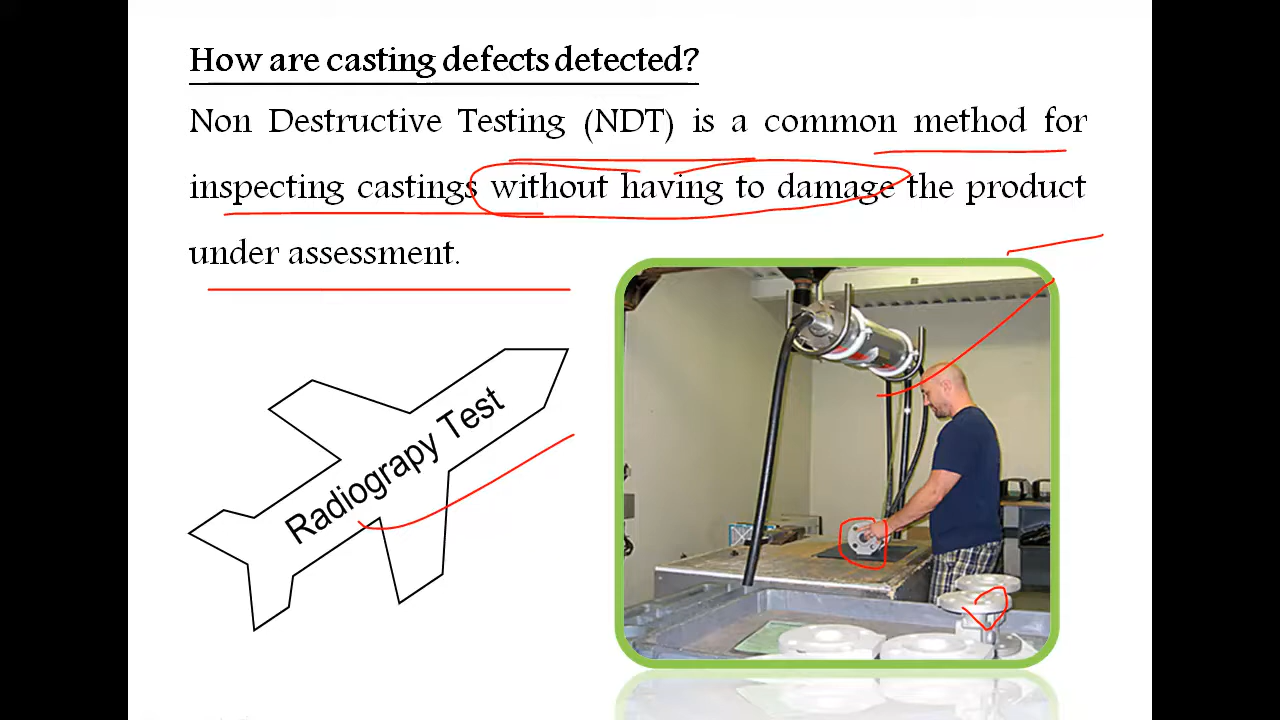 How are casting defects detected?
Non Destructive Testing (NDT) is a common method for
inspecting castings without having to damage the product
under assessment.
Radiograpy Test